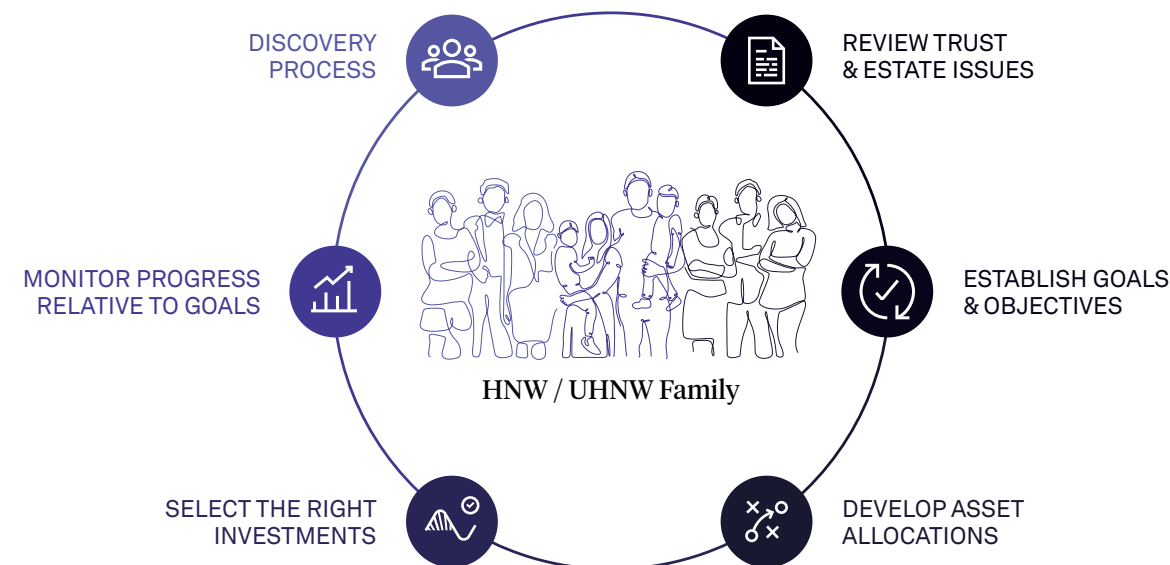 DISCOVERY
PROCESS
REVIEW TRUST
& ESTATE ISSUES
MONITOR PROGRESS
RELATIVE TO GOALS
ESTABLISH GOALS
& OBJECTIVES
HNW / UHNW Family
SELECT THE RIGHT
INVESTMENTS
DEVELOP ASSET
ALLOCATIONS